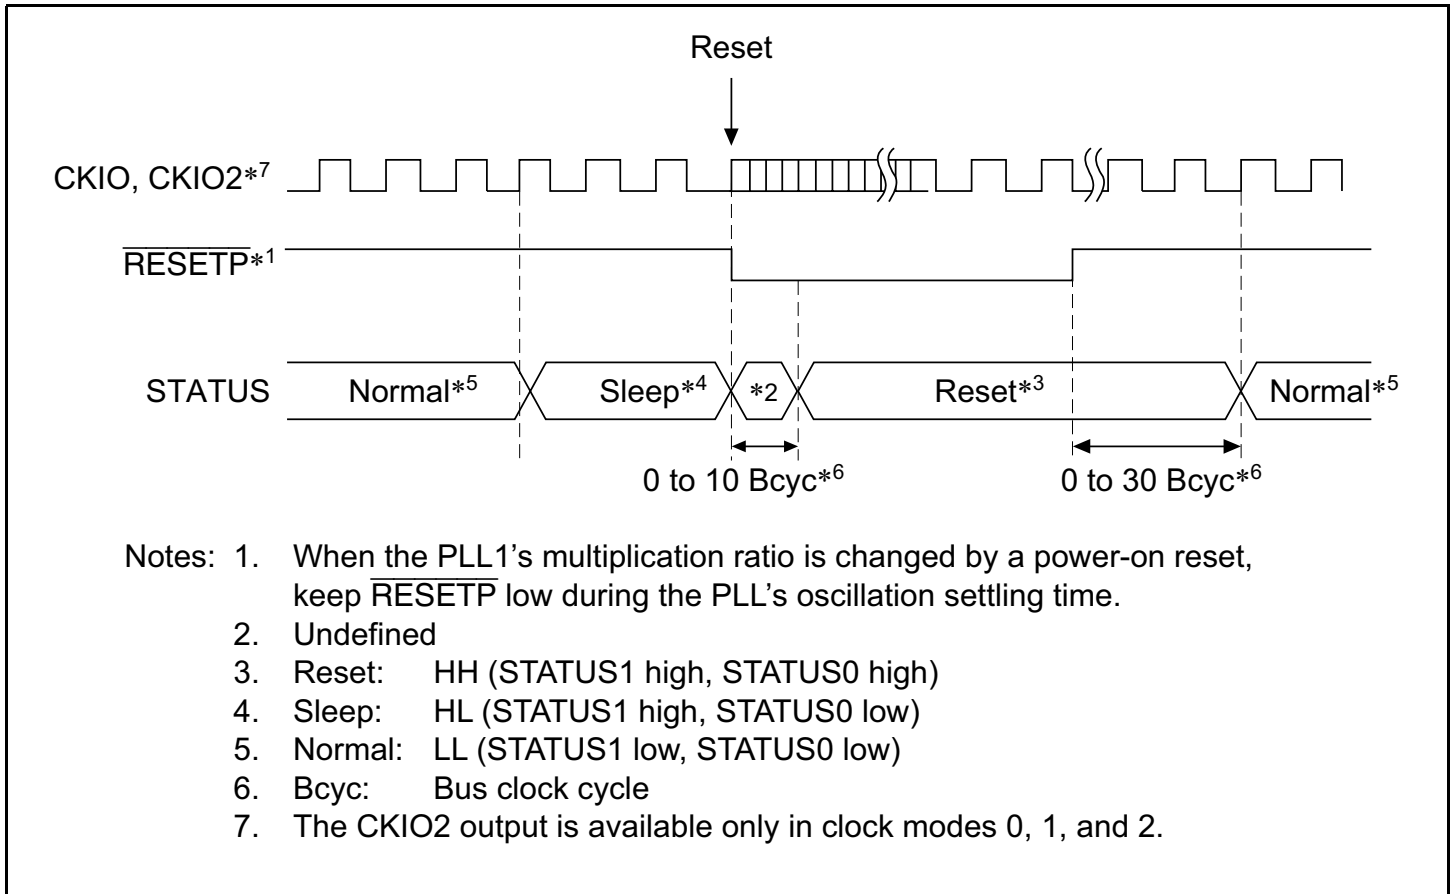 Reset
CKIO, CKIO2*7
RESETP*1
STATUS Normal*5 Sleep*4 *2 Reset*3 Normal*5
0 to 10 Bcyc*6 0 to 30 Bcyc*6
Notes: 1. When the PLL1's multiplication ratio is changed by a power-on reset,
keep RESETP low during the PLL's oscillation settling time.
2. Undefined
3. Reset: HH (STATUS1 high, STATUS0 high)
4. Sleep: HL (STATUS1 high, STATUS0 low)
5. Normal: LL (STATUS1 low, STATUS0 low)
6. Bcyc: Bus clock cycle
7. The CKIO2 output is available only in clock modes 0, 1, and 2.